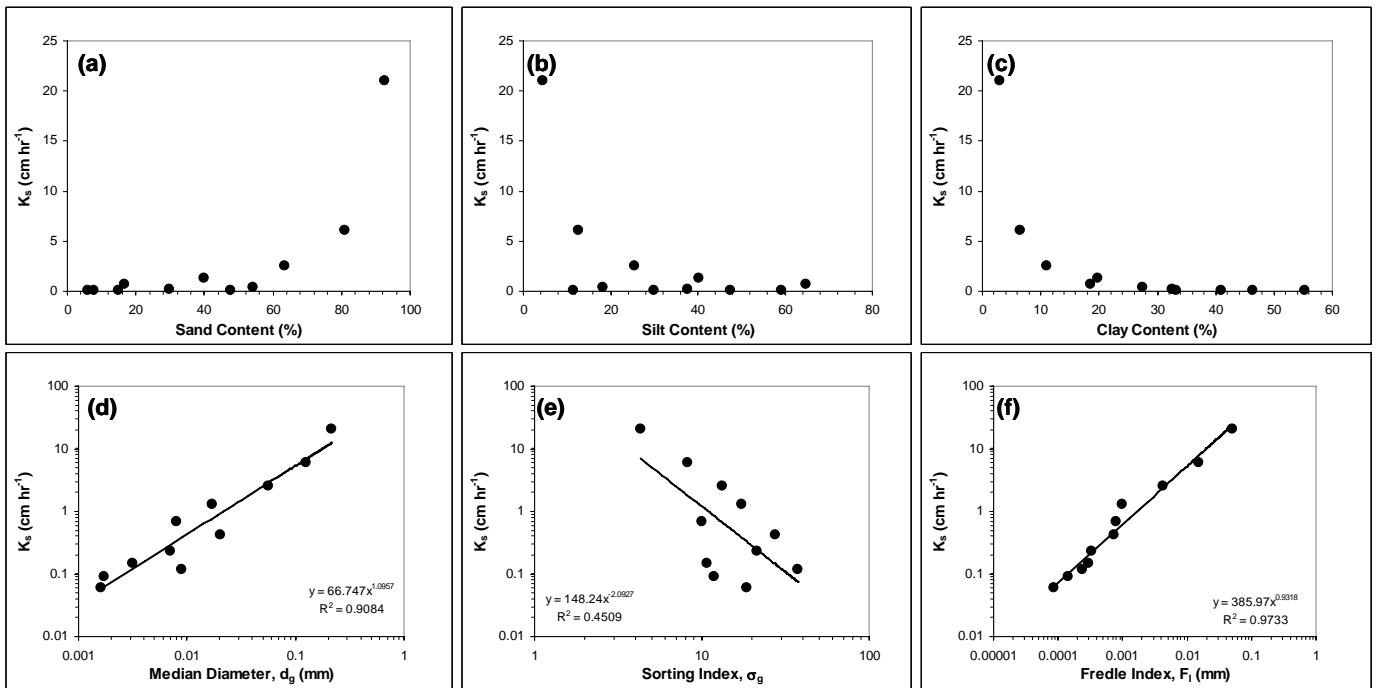 (a)
25
20
15
10
5
0
K_s (cm hr^-1)
0 20 40 60 80 100
Sand Content (%)
(b)
25
20
15
10
5
0
K_s (cm hr^-1)
0 20 40 60 80
Silt Content (%)
(c)
25
20
15
10
5
0
K_s (cm hr^-1)
0 10 20 30 40 50 60
Clay Content (%)
(d)
100
10
1
0.1
0.01
K_s (cm hr^-1)
y = 66.747x^1.0957
R^2 = 0.9084
0.001 0.01 0.1 1
Median Diameter, d_g (mm)
(e)
100
10
1
0.1
0.01
K_s (cm hr^-1)
y = 148.24x^-2.0927
R^2 = 0.4509
1 10 100
Sorting Index, σ_g
(f)
100
10
1
0.1
0.01
K_s (cm hr^-1)
y = 385.97x^0.9318
R^2 = 0.9733
0.00001 0.0001 0.001 0.01 0.1 1
Fredle Index, F_I (mm)